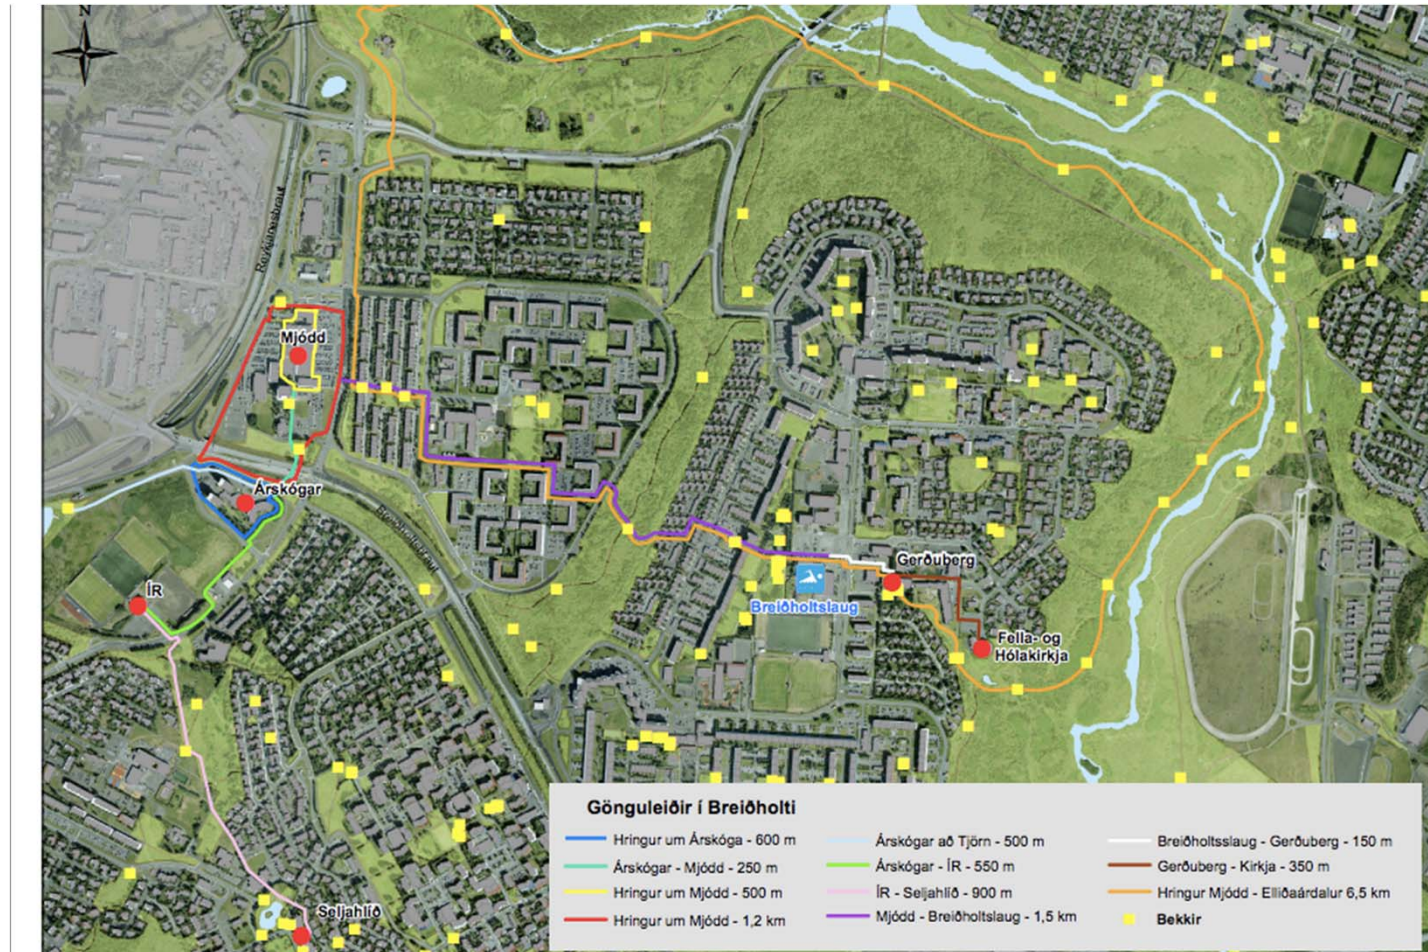 N
Reykjanesbraut
Mjódd
Árskógar
Breiðholtsbraut
ÍR
Gerðuberg
Breiðholtslaug
Fella- og
Hólakirkja
Seljahlíð
Gönguleiðir í Breiðholti
Hringur um Árskóga - 600 m
Árskógar - Mjódd - 250 m
Hringur um Mjódd - 500 m
Hringur um Mjódd - 1,2 km
Árskógar að Tjörn - 500 m
Árskógar - ÍR - 550 m
ÍR - Seljahlíð - 900 m
Mjódd - Breiðholtslaug - 1,5 km
Breiðholtsslaug - Gerðuberg - 150 m
Gerðuberg - Kirkja - 350 m
Hringur Mjódd - Elliðaárdalur 6,5 km
Bekkir